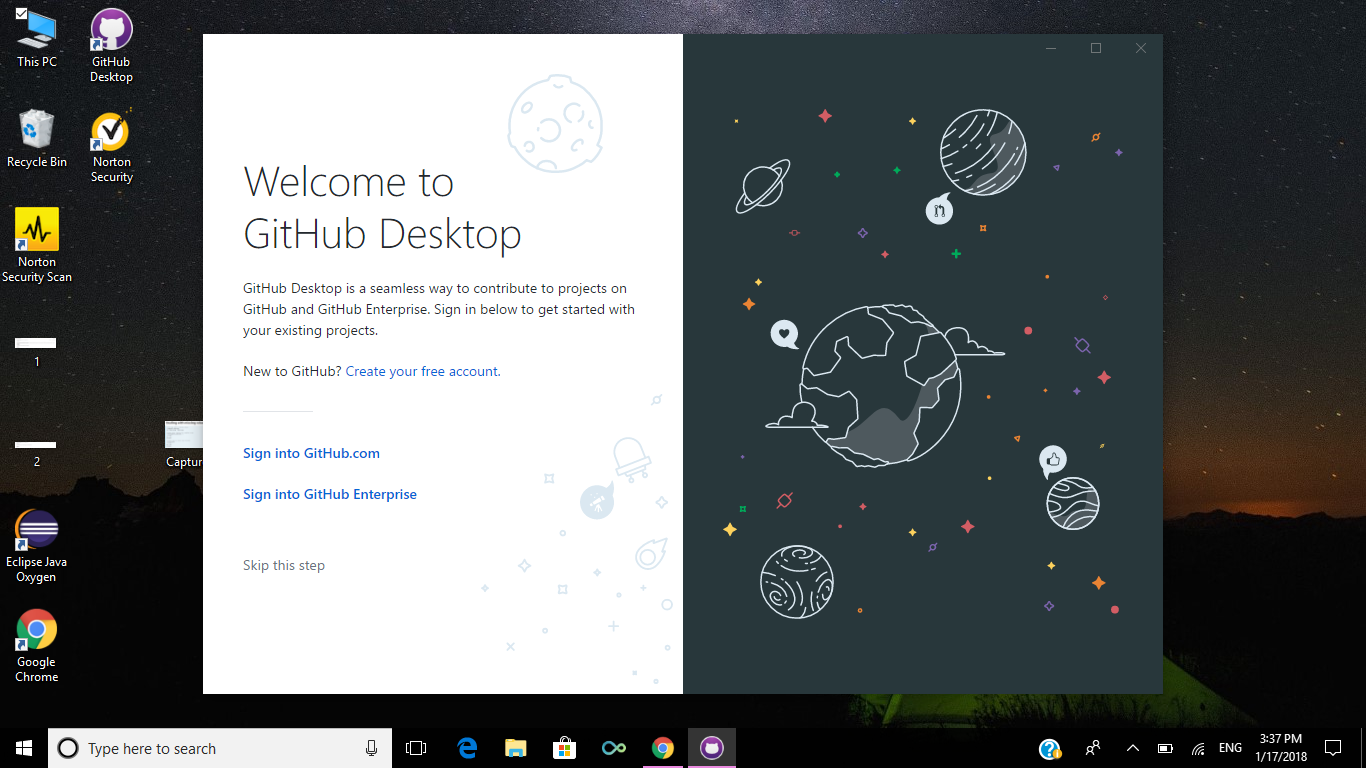 This PC
GitHub
Desktop
Recycle Bin
Norton
Security
Norton
Security Scan
1
2
Captur
Eclipse Java
Oxygen
Google
Chrome
Welcome to
GitHub Desktop
GitHub Desktop is a seamless way to contribute to projects on
GitHub and GitHub Enterprise. Sign in below to get started with
your existing projects.
New to GitHub? Create your free account.
Sign into GitHub.com
Sign into GitHub Enterprise
Skip this step
Type here to search
ENG
3:37 PM
1/17/2018